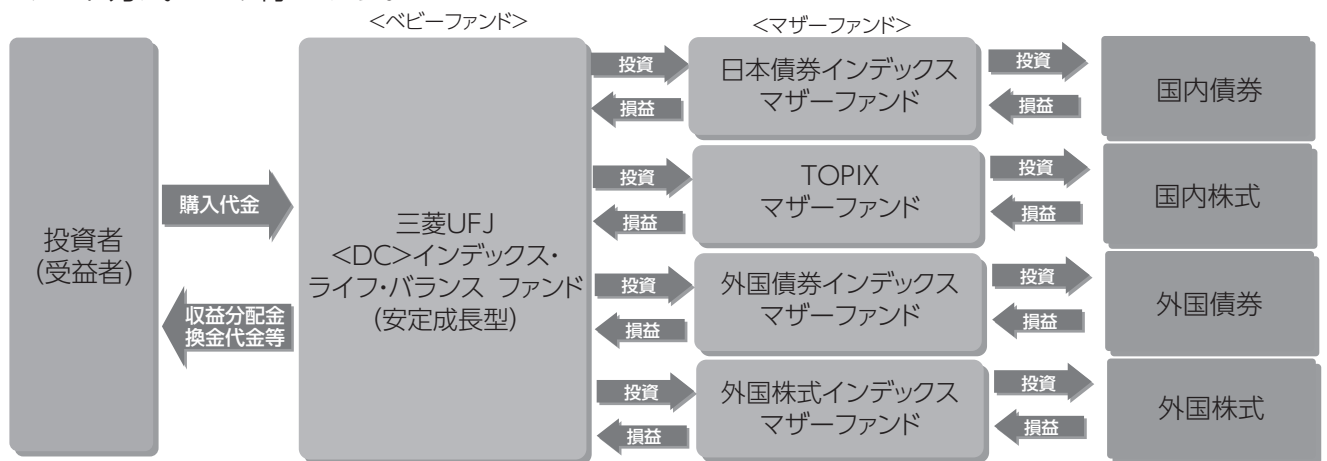 <ベビーファンド>
<マザーファンド>
投資者
(受益者)
購入代金
収益分配金
換金代金等
三菱UFJ
<DC>インデックス・
ライフ・バランス ファンド
(安定成長型)
投資
損益
日本債券インデックス
マザーファンド
投資
損益
国内債券
投資
損益
TOPIX
マザーファンド
投資
損益
国内株式
投資
損益
外国債券インデックス
マザーファンド
投資
損益
外国債券
投資
損益
外国株式インデックス
マザーファンド
投資
損益
外国株式